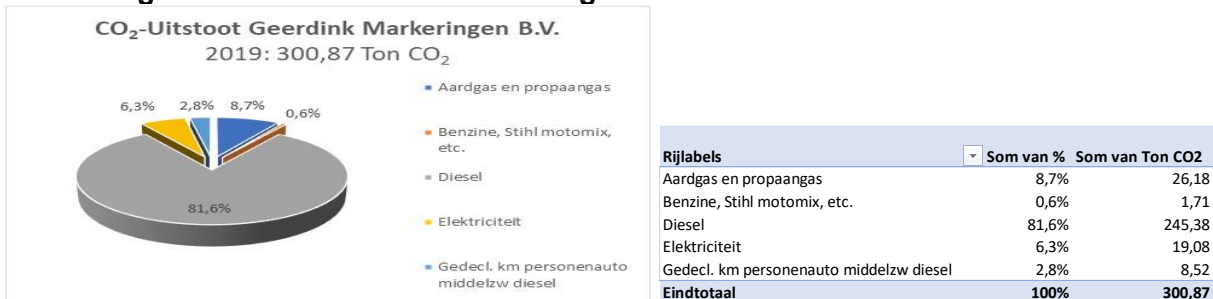 CO₂-Uitstoot Geerdink Markeringen B.V.
2019: 300,87 Ton CO₂
6,3% 2,8% 8,7% 0,6%
81,6%
Aardgas en propaangas
Benzine, Stihl motomix,
etc.
Diesel
Elektriciteit
Gedecl. km personenauto
middelzw diesel
Rijlabels Som van % Som van Ton CO2
Aardgas en propaangas 8,7% 26,18
Benzine, Stihl motomix, etc. 0,6% 1,71
Diesel 81,6% 245,38
Elektriciteit 6,3% 19,08
Gedecl. km personenauto middelzw diesel 2,8% 8,52
Eindtotaal 100% 300,87